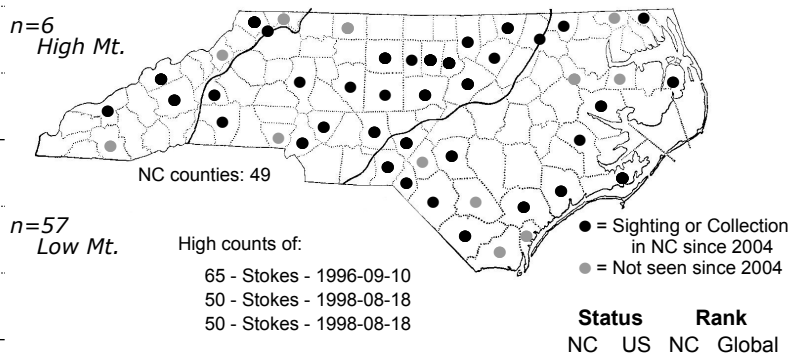 n=6
High Mt.
NC counties: 49
n=57
Low Mt.
High counts of:
65 - Stokes - 1996-09-10
50 - Stokes - 1998-08-18
50 - Stokes - 1998-08-18
= Sighting or Collection
in NC since 2004
= Not seen since 2004
Status Rank
NC US NC Global